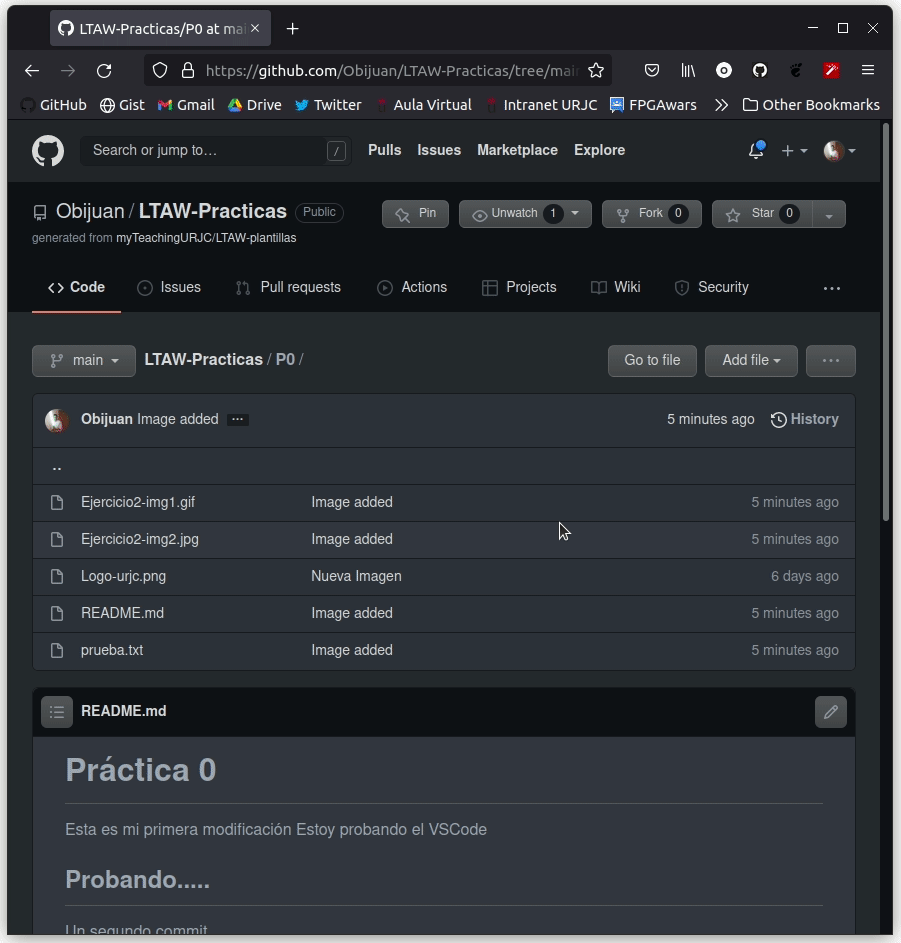 LTAW-Practicas/P0 at mai
https://github.com/Obijuan/LTAW-Practicas/tree/main
GitHub Gist Gmail Drive Twitter Aula Virtual Intranet URJC FPGAwars Other Bookmarks
Search or jump to… / Pulls Issues Marketplace Explore
Obijuan / LTAW-Practicas Public Pin Unwatch 1 Fork 0 Star 0
generated from myTeachingURJC/LTAW-plantillas
Code Issues Pull requests Actions Projects Wiki Security ...
main LTAW-Practicas / P0 / Go to file Add file ...
Obijuan Image added ... 5 minutes ago History
..
Ejercicio2-img1.gif Image added 5 minutes ago
Ejercicio2-img2.jpg Image added 5 minutes ago
Logo-urjc.png Nueva Imagen 6 days ago
README.md Image added 5 minutes ago
prueba.txt Image added 5 minutes ago
README.md
Práctica 0
Esta es mi primera modificación Estoy probando el VSCode
Probando.....
Un segundo commit